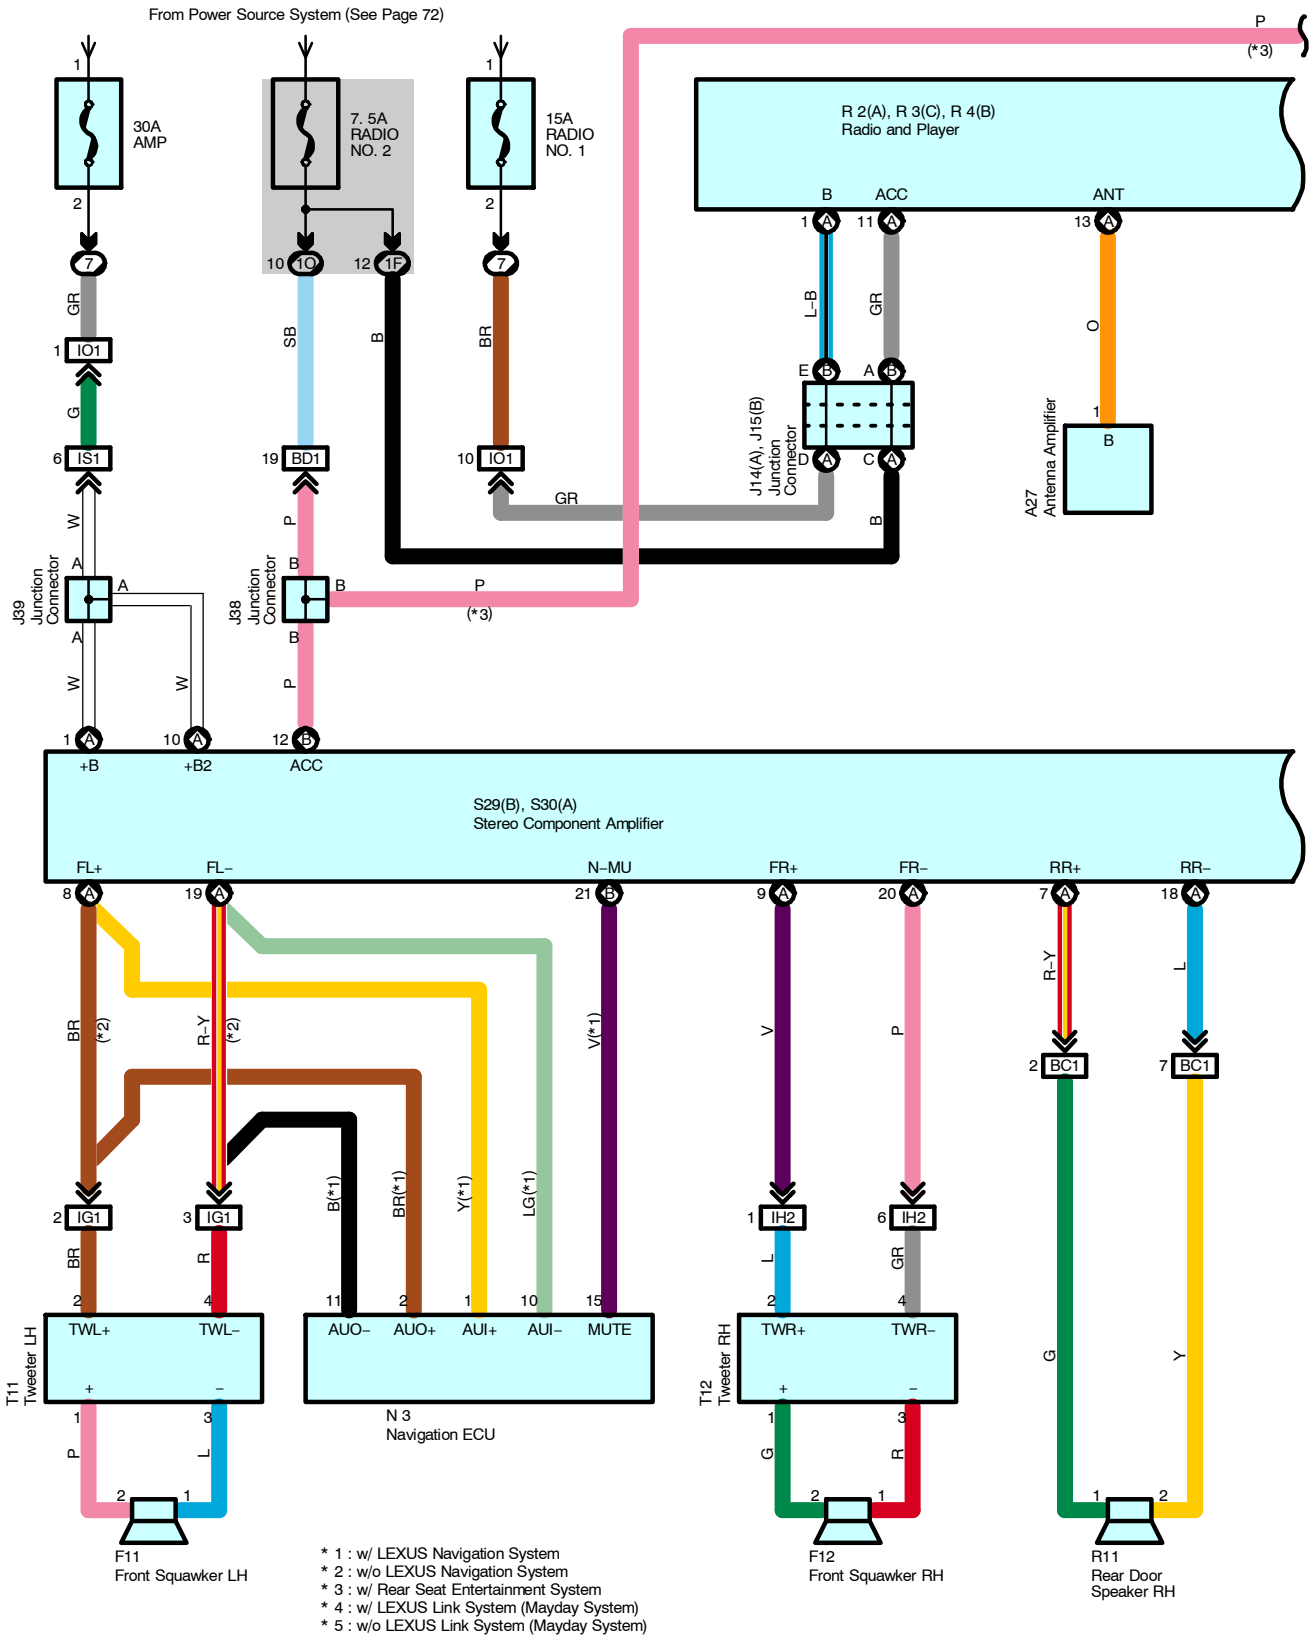 From Power Source System (See Page 72)
P
(*3)
1
1
30A
AMP
7. 5A
RADIO
NO. 2
15A
RADIO
NO. 1
R 2(A), R 3(C), R 4(B)
Radio and Player
B
ACC
ANT
2
2
1 A
11 A
13 A
7
10 1O
12 1F
7
GR
SB
B
BR
L-B
GR
O
1 IO1
E B
A B
G
J14(A), J15(B)
Junction
Connector
1
B
A27
Antenna Amplifier
6 IS1
19 BD1
10 IO1
D A
C A
W
P
GR
B
J39
Junction
Connector
A
A
A
J38
Junction
Connector
B
B
B
P
(*3)
W
W
P
1 A
10 A
12 B
+B
+B2
ACC
S29(B), S30(A)
Stereo Component Amplifier
FL+
FL-
N-MU
FR+
FR-
RR+
RR-
8 A
19 A
21 B
9 A
20 A
7 A
18 A
BR
(*2)
R-Y
(*2)
V(*1)
V
P
R-Y
L
2 BC1
7 BC1
B(*1)
BR(*1)
Y(*1)
LG(*1)
2 IG1
3 IG1
1 IH2
6 IH2
BR
R
L
GR
2
4
11
2
1
10
15
2
4
T11
Tweeter LH
TWL+
TWL-
AUO-
AUO+
AUI+
AUI-
MUTE
T12
Tweeter RH
TWR+
TWR-
G
Y
+
-
+
-
1
3
N 3
Navigation ECU
1
3
P
L
G
R
2
1
2
1
1
2
F11
Front Squawker LH
F12
Front Squawker RH
R11
Rear Door
Speaker RH
* 1 : w/ LEXUS Navigation System
* 2 : w/o LEXUS Navigation System
* 3 : w/ Rear Seat Entertainment System
* 4 : w/ LEXUS Link System (Mayday System)
* 5 : w/o LEXUS Link System (Mayday System)